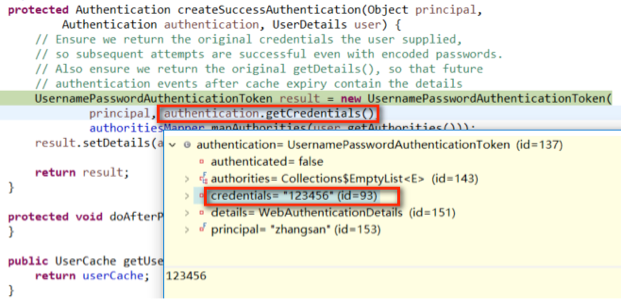 protected Authentication createSuccessAuthentication(Object principal,
Authentication authentication, UserDetails user) {
// Ensure we return the original credentials the user supplied,
// so subsequent attempts are successful even with encoded passwords.
// Also ensure we return the original getDetails(), so that future
// authentication events after cache expiry contain the details
UsernamePasswordAuthenticationToken result = new UsernamePasswordAuthenticationToken(
principal, authentication.getCredentials()
authoritiesMapper.mapAuthorities(user.getAuthorities()));
result.setDetails(a
return result;
}
protected void doAfterP
}
public UserCache getUse
return userCache;
}
authentication= UsernamePasswordAuthenticationToken (id=137)
authenticated= false
authorities= Collections$EmptyList<E> (id=143)
credentials= "123456" (id=93)
details= WebAuthenticationDetails (id=151)
principal= "zhangsan" (id=153)
123456